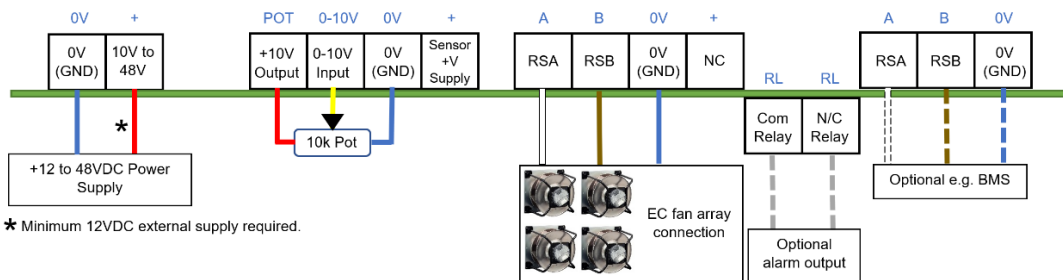 0V + POT 0-10V 0V + A B 0V + A B 0V
0V
(GND)
10V to
48V
+10V
Output
0-10V
Input
0V
(GND)
Sensor
+V
Supply
RSA
RSB
0V
(GND)
NC
RL RL
Com
Relay
N/C
Relay
RSA
RSB
0V
(GND)
*
10k Pot
+12 to 48VDC Power
Supply
* Minimum 12VDC external supply required.
EC fan array
connection
Optional
alarm output
Optional e.g. BMS